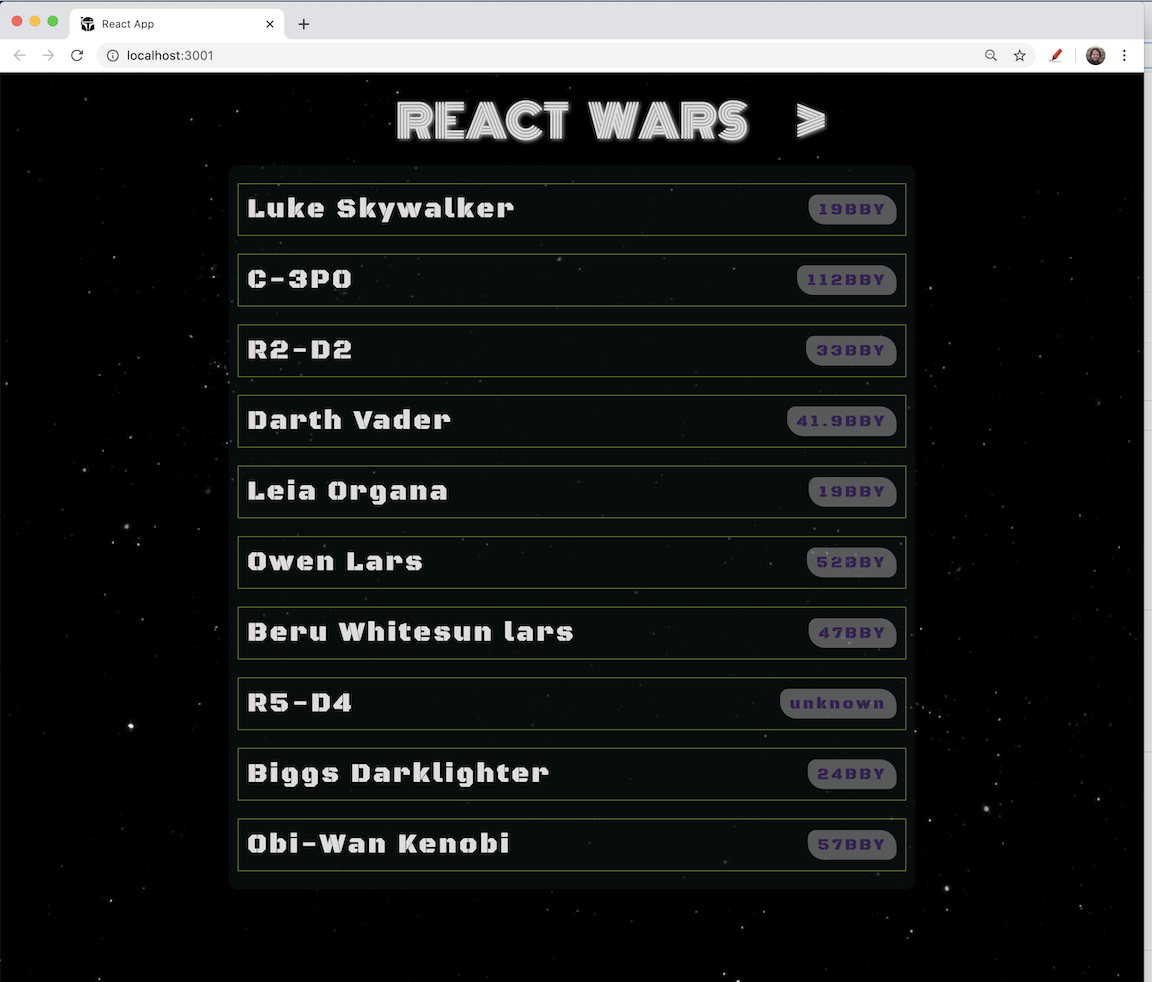 React App
localhost:3001
REACT WARS >
Luke Skywalker 19BBY
C-3PO 112BBY
R2-D2 33BBY
Darth Vader 41.9BBY
Leia Organa 19BBY
Owen Lars 52BBY
Beru Whitesun lars 47BBY
R5-D4 unknown
Biggs Darklighter 24BBY
Obi-Wan Kenobi 57BBY